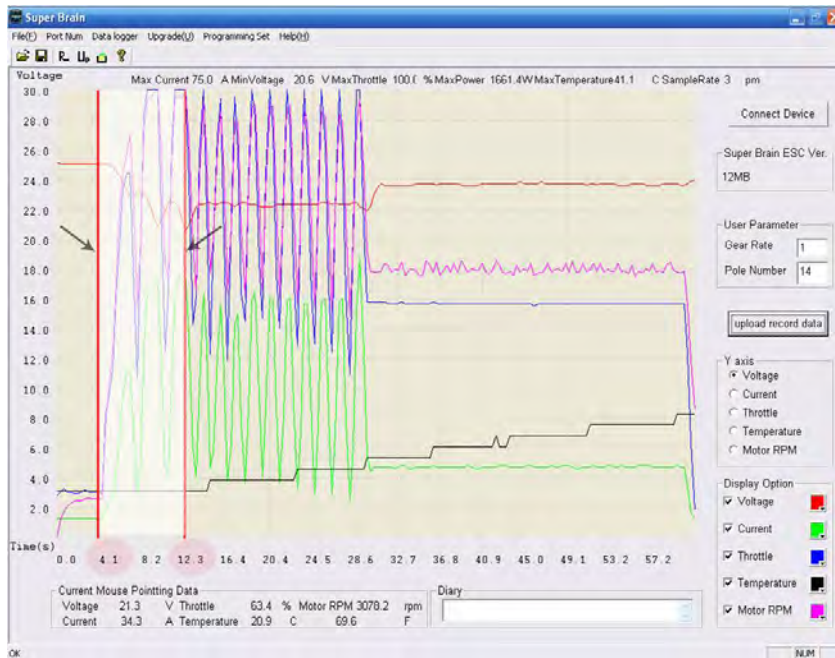 Super Brain
File(F) Port Num Data logger Upgrade(U) Programming Set Help(H)
Voltage Max Current 75.0 A MinVoltage 20.6 V MaxThrottle 100.( % MaxPower 1661.4W MaxTemperature41.1 C SampleRate 3 pm
30.0
28.0
26.0
24.0
22.0
20.0
18.0
16.0
14.0
12.0
10.0
8.0
6.0
4.0
2.0
Time(s) 0.0 4.1 8.2 12.3 16.4 20.4 24.5 28.6 32.7 36.8 40.9 45.0 49.1 53.2 57.2
Connect Device
Super Brain ESC Ver.
12MB
User Parameter
Gear Rate 1
Pole Number 14
upload record data
Y axis
Voltage
Current
Throttle
Temperature
Motor RPM
Display Option
Voltage
Current
Throttle
Temperature
Motor RPM
Current Mouse Pointting Data
Voltage 21.3 V Throttle 63.4 % Motor RPM 3078.2 rpm
Current 34.3 A Temperature 20.9 C 69.6 F
Diary
OK NUM